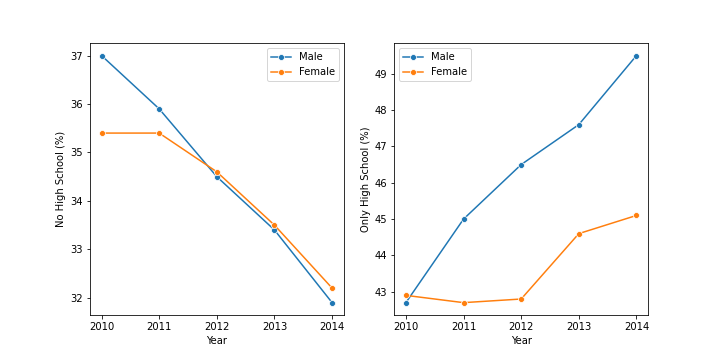 Male
Female
37
36
35
34
33
32
No High School (%)
2010 2011 2012 2013 2014
Year
Male
Female
49
48
47
46
45
44
43
Only High School (%)
2010 2011 2012 2013 2014
Year